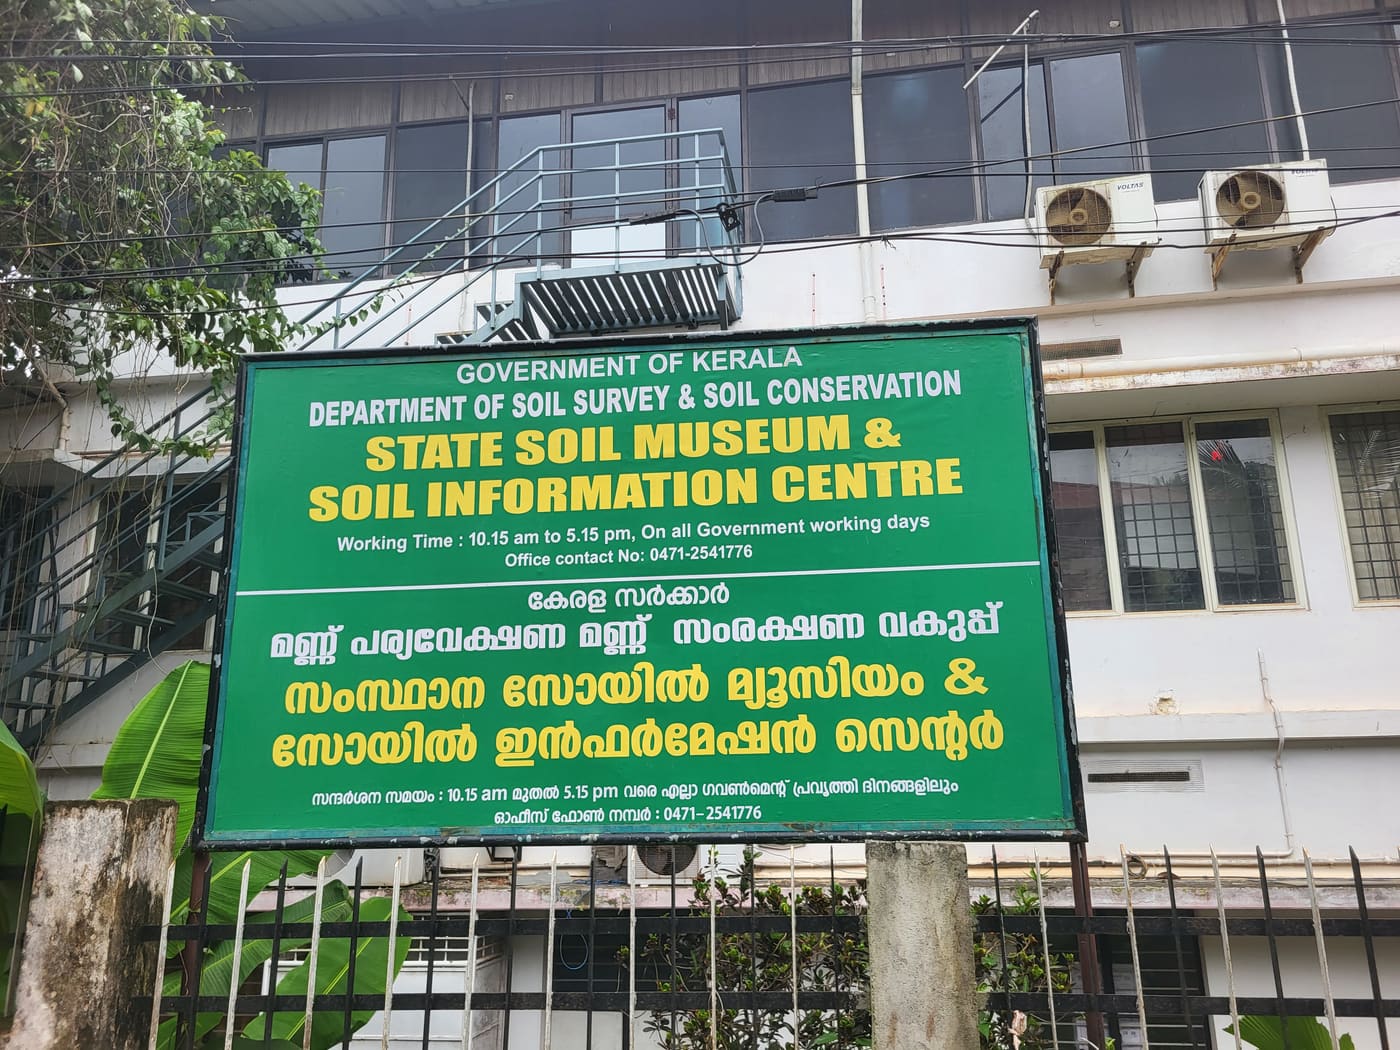 VOLTAS
VOLTAS
GOVERNMENT OF KERALA
DEPARTMENT OF SOIL SURVEY & SOIL CONSERVATION
STATE SOIL MUSEUM &
SOIL INFORMATION CENTRE
Working Time : 10.15 am to 5.15 pm, On all Government working days
Office contact No: 0471-2541776
കേരള സർക്കാർ
മണ്ണ് പര്യവേക്ഷണ മണ്ണ് സംരക്ഷണ വകുപ്പ്
സംസ്ഥാന സോയിൽ മ്യൂസിയം &
സോയിൽ ഇൻഫർമേഷൻ സെന്റർ
സന്ദർശന സമയം : 10.15 am മുതൽ 5.15 pm വരെ എല്ലാ ഗവൺമെന്റ് പ്രവൃത്തി ദിനങ്ങളിലും
ഓഫീസ് ഫോൺ നമ്പർ : 0471-2541776